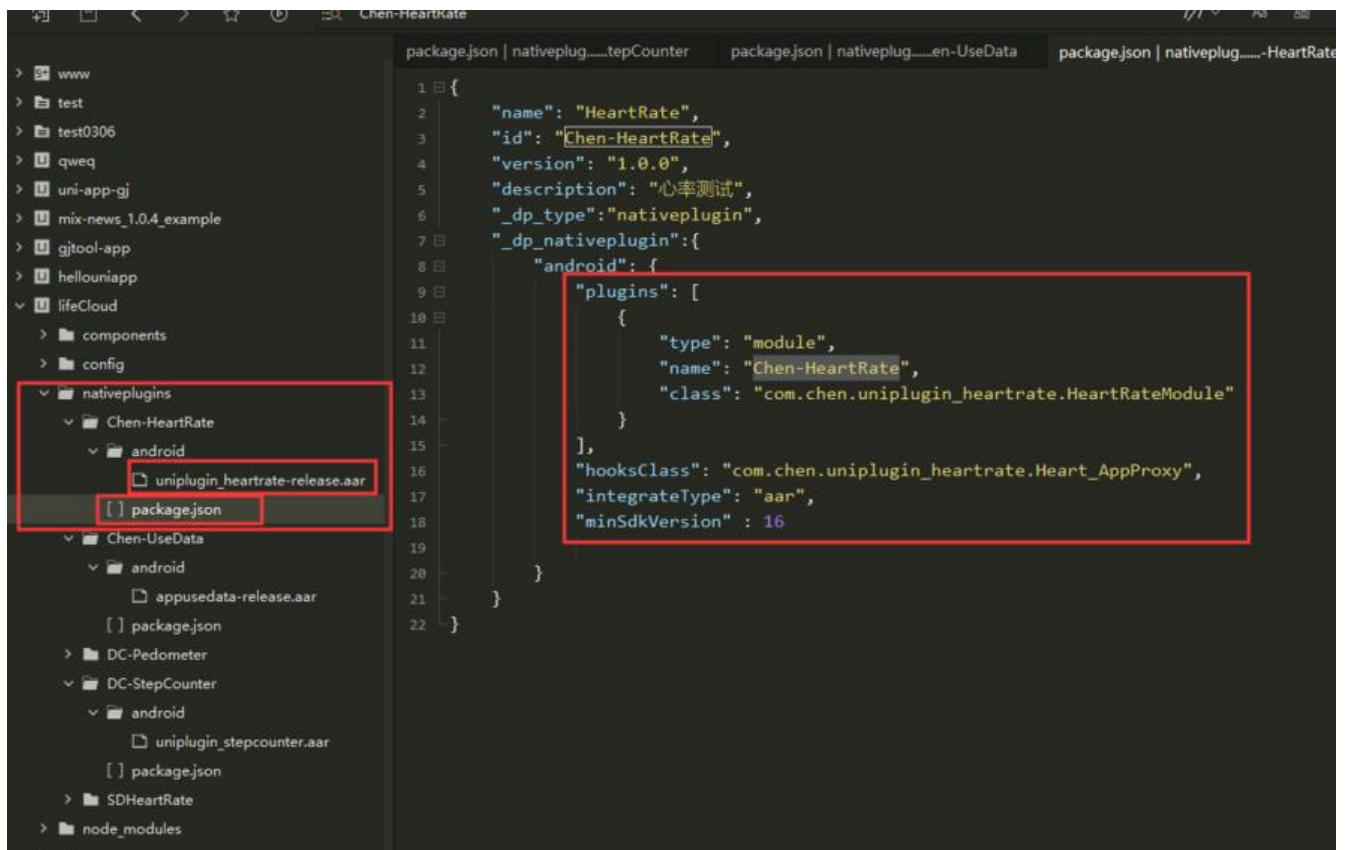 Chen-HeartRate
package.json | nativeplug......tepCounter
package.json | nativeplug......en-UseData
package.json | nativeplug......-HeartRate
www
test
test0306
qweq
uni-app-gj
mix-news_1.0.4_example
gjtool-app
hellouniapp
lifeCloud
components
config
nativeplugins
Chen-HeartRate
android
uniplugin_heartrate-release.aar
[ ] package.json
Chen-UseData
android
appusedata-release.aar
[ ] package.json
DC-Pedometer
DC-StepCounter
android
uniplugin_stepcounter.aar
[ ] package.json
SDHeartRate
node_modules
1 {
2 "name": "HeartRate",
3 "id": "Chen-HeartRate",
4 "version": "1.0.0",
5 "description": "心率测试",
6 "_dp_type":"nativeplugin",
7 "_dp_nativeplugin":{
8 "android": {
9 "plugins": [
10 {
11 "type": "module",
12 "name": "Chen-HeartRate",
13 "class": "com.chen.uniplugin_heartrate.HeartRateModule"
14 }
15 ],
16 "hooksClass": "com.chen.uniplugin_heartrate.Heart_AppProxy",
17 "integrateType": "aar",
18 "minSdkVersion" : 16
19
20 }
21 }
22 }